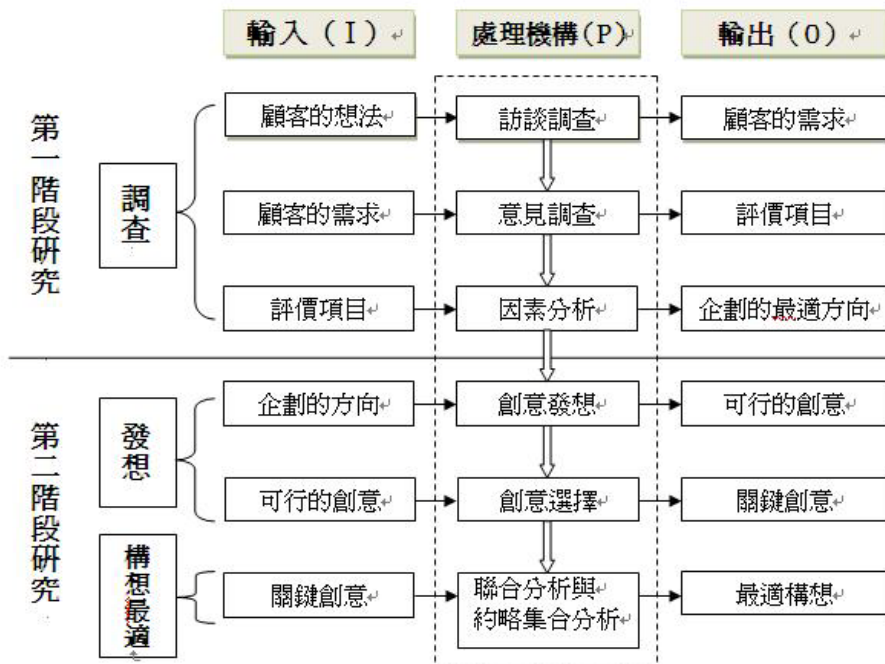 輸入（I）
處理機構(P)
輸出（O）
第一階段研究
調查
顧客的想法
訪談調查
顧客的需求
顧客的需求
意見調查
評價項目
評價項目
因素分析
企劃的最適方向
第二階段研究
發想
企劃的方向
創意發想
可行的創意
可行的創意
創意選擇
關鍵創意
構想最適
關鍵創意
聯合分析與
約略集合分析
最適構想